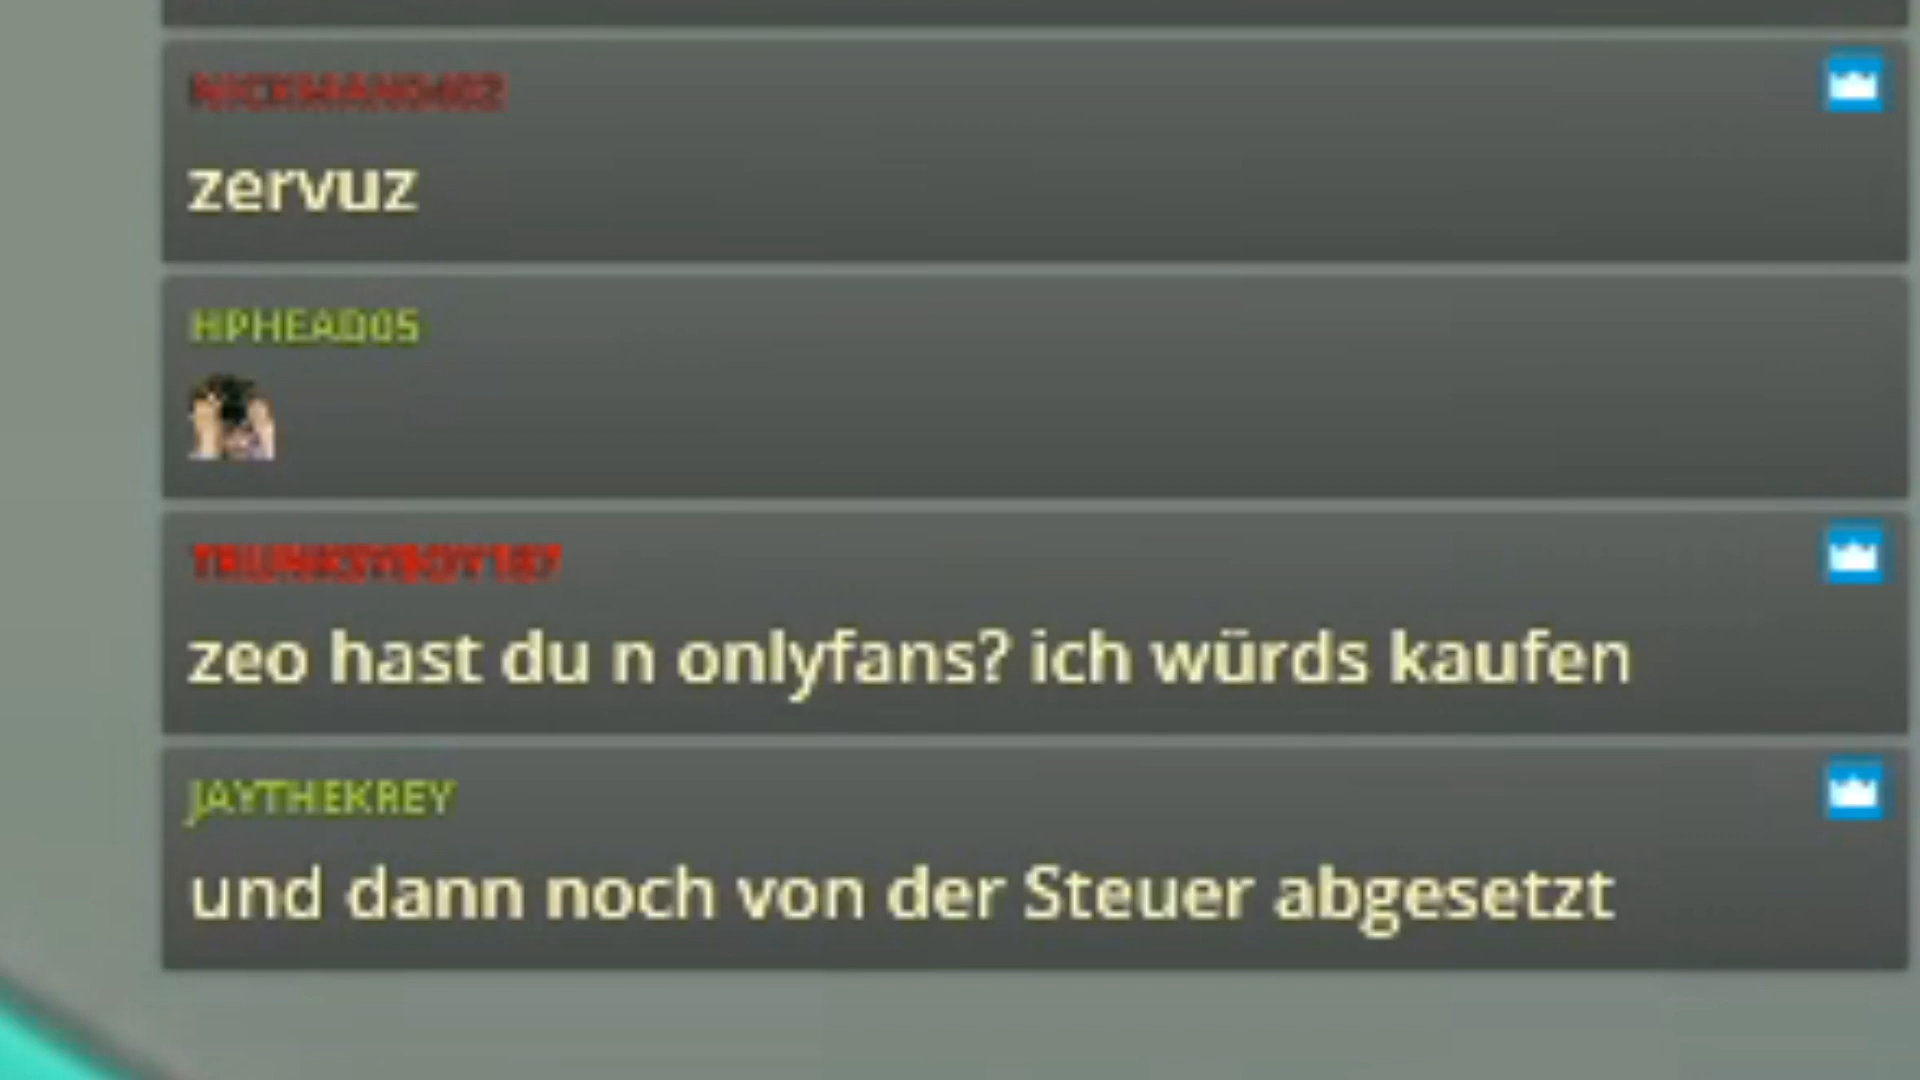 zervuz
HPHEAD05
zeo hast du n onlyfans? ich würds kaufen
JAYTHEKREY
und dann noch von der Steuer abgesetzt